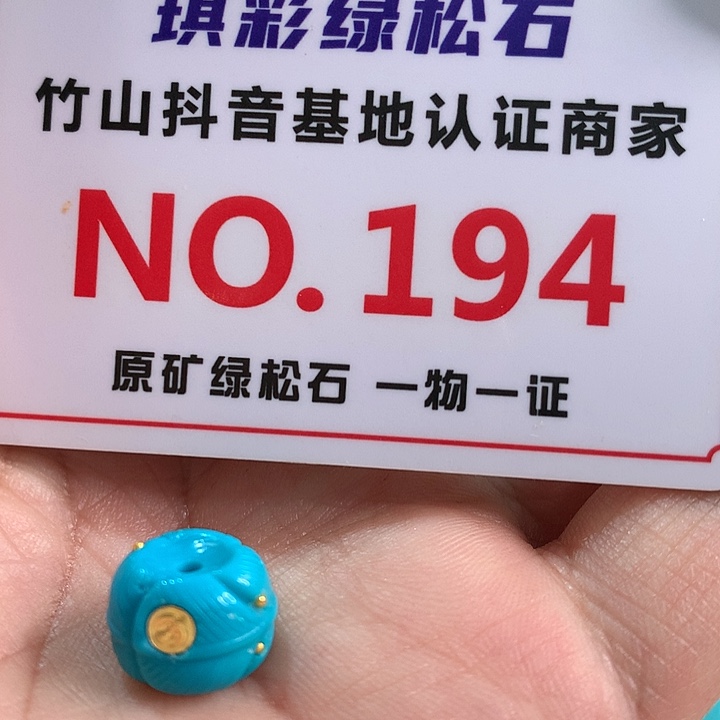 琪彩绿松石
竹山抖音基地认证商家
NO.194
原矿绿松石 一物一证